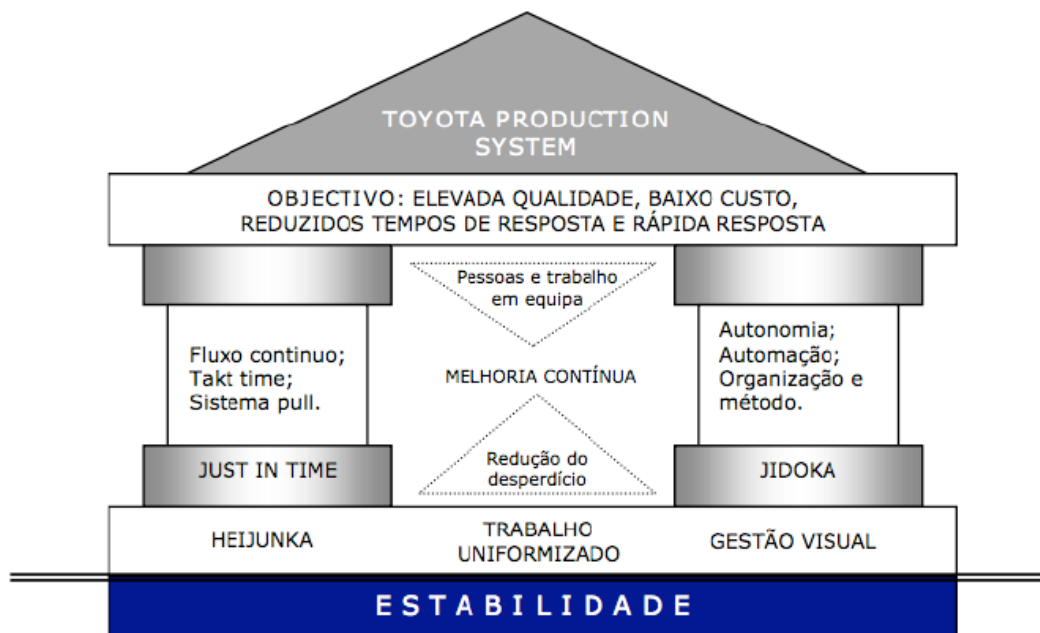 TOYOTA PRODUCTION
SYSTEM
OBJECTIVO: ELEVADA QUALIDADE, BAIXO CUSTO,
REDUZIDOS TEMPOS DE RESPOSTA E RÁPIDA RESPOSTA
Fluxo continuo;
Takt time;
Sistema pull.
JUST IN TIME
Pessoas e trabalho
em equipa
MELHORIA CONTÍNUA
Redução do
desperdício
Autonomia;
Automação;
Organização e
método.
JIDOKA
HEIJUNKA
TRABALHO
UNIFORMIZADO
GESTÃO VISUAL
ESTABILIDADE